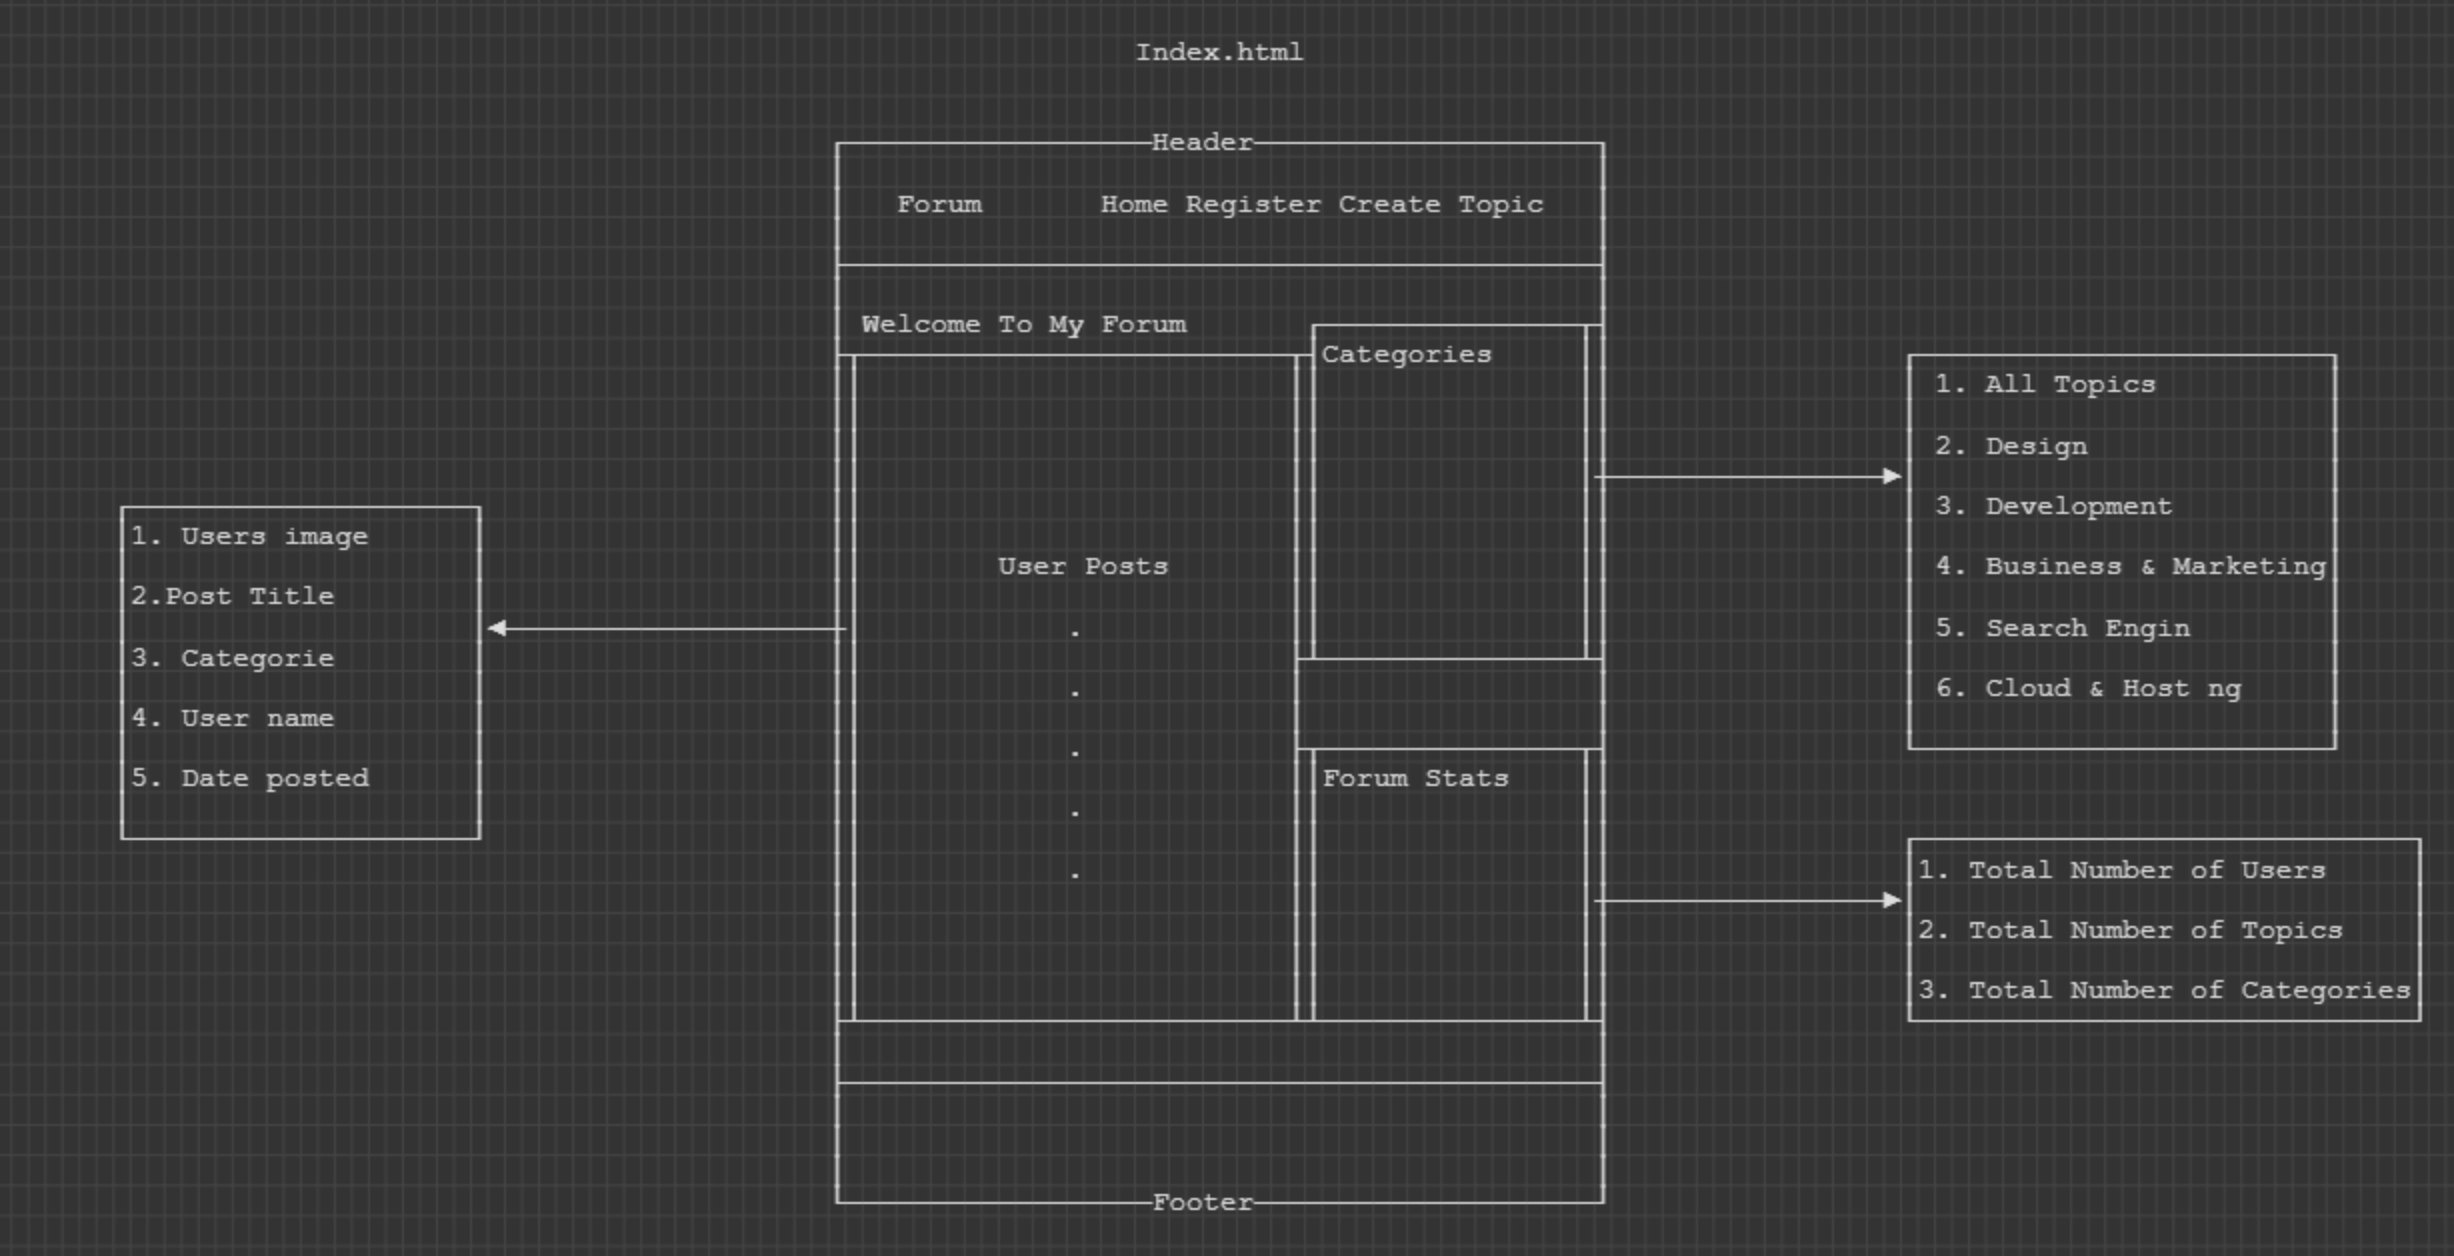 Index.html
Header
Forum Home Register Create Topic
Welcome To My Forum
Categories
User Posts
.
.
.
.
.
Forum Stats
Footer
1. Users image
2.Post Title
3. Categorie
4. User name
5. Date posted
1. All Topics
2. Design
3. Development
4. Business & Marketing
5. Search Engin
6. Cloud & Host ng
1. Total Number of Users
2. Total Number of Topics
3. Total Number of Categories